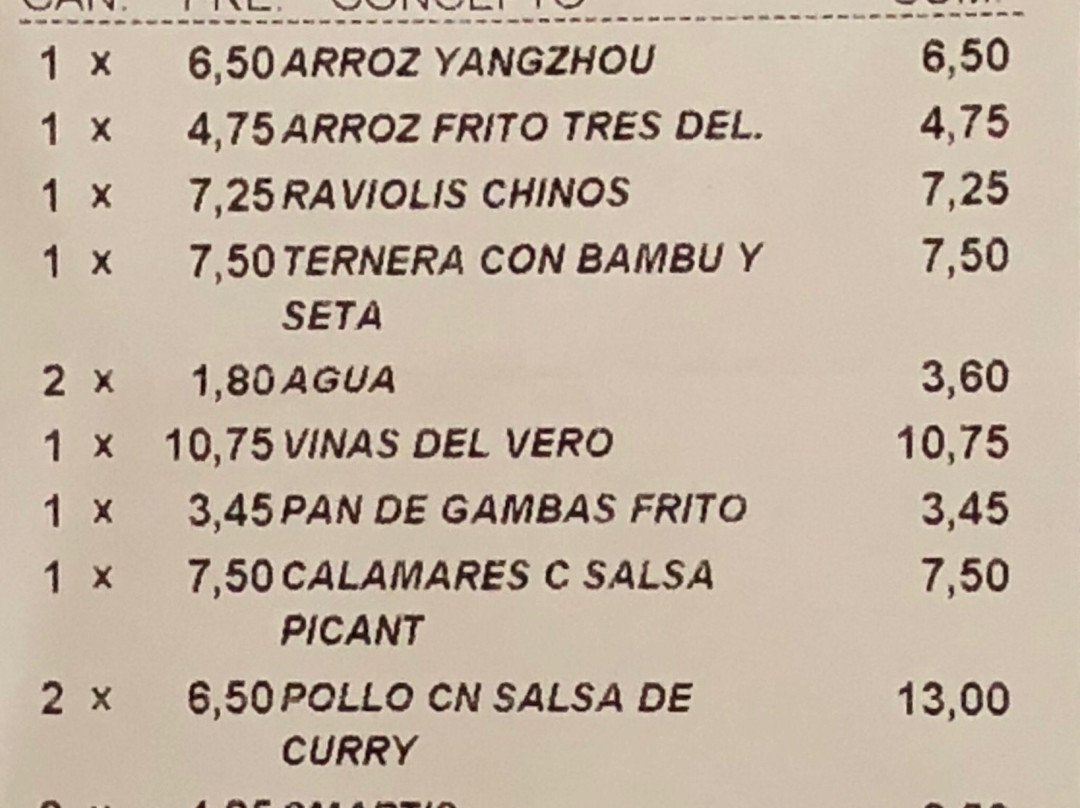 CAN. PRE. CONCEPTO
1 x 6,50 ARROZ YANGZHOU 6,50
1 x 4,75 ARROZ FRITO TRES DEL. 4,75
1 x 7,25 RAVIOLIS CHINOS 7,25
1 x 7,50 TERNERA CON BAMBU Y 7,50
SETA
2 x 1,80 AGUA 3,60
1 x 10,75 VINAS DEL VERO 10,75
1 x 3,45 PAN DE GAMBAS FRITO 3,45
1 x 7,50 CALAMARES C SALSA 7,50
PICANT
2 x 6,50 POLLO CN SALSA DE 13,00
CURRY